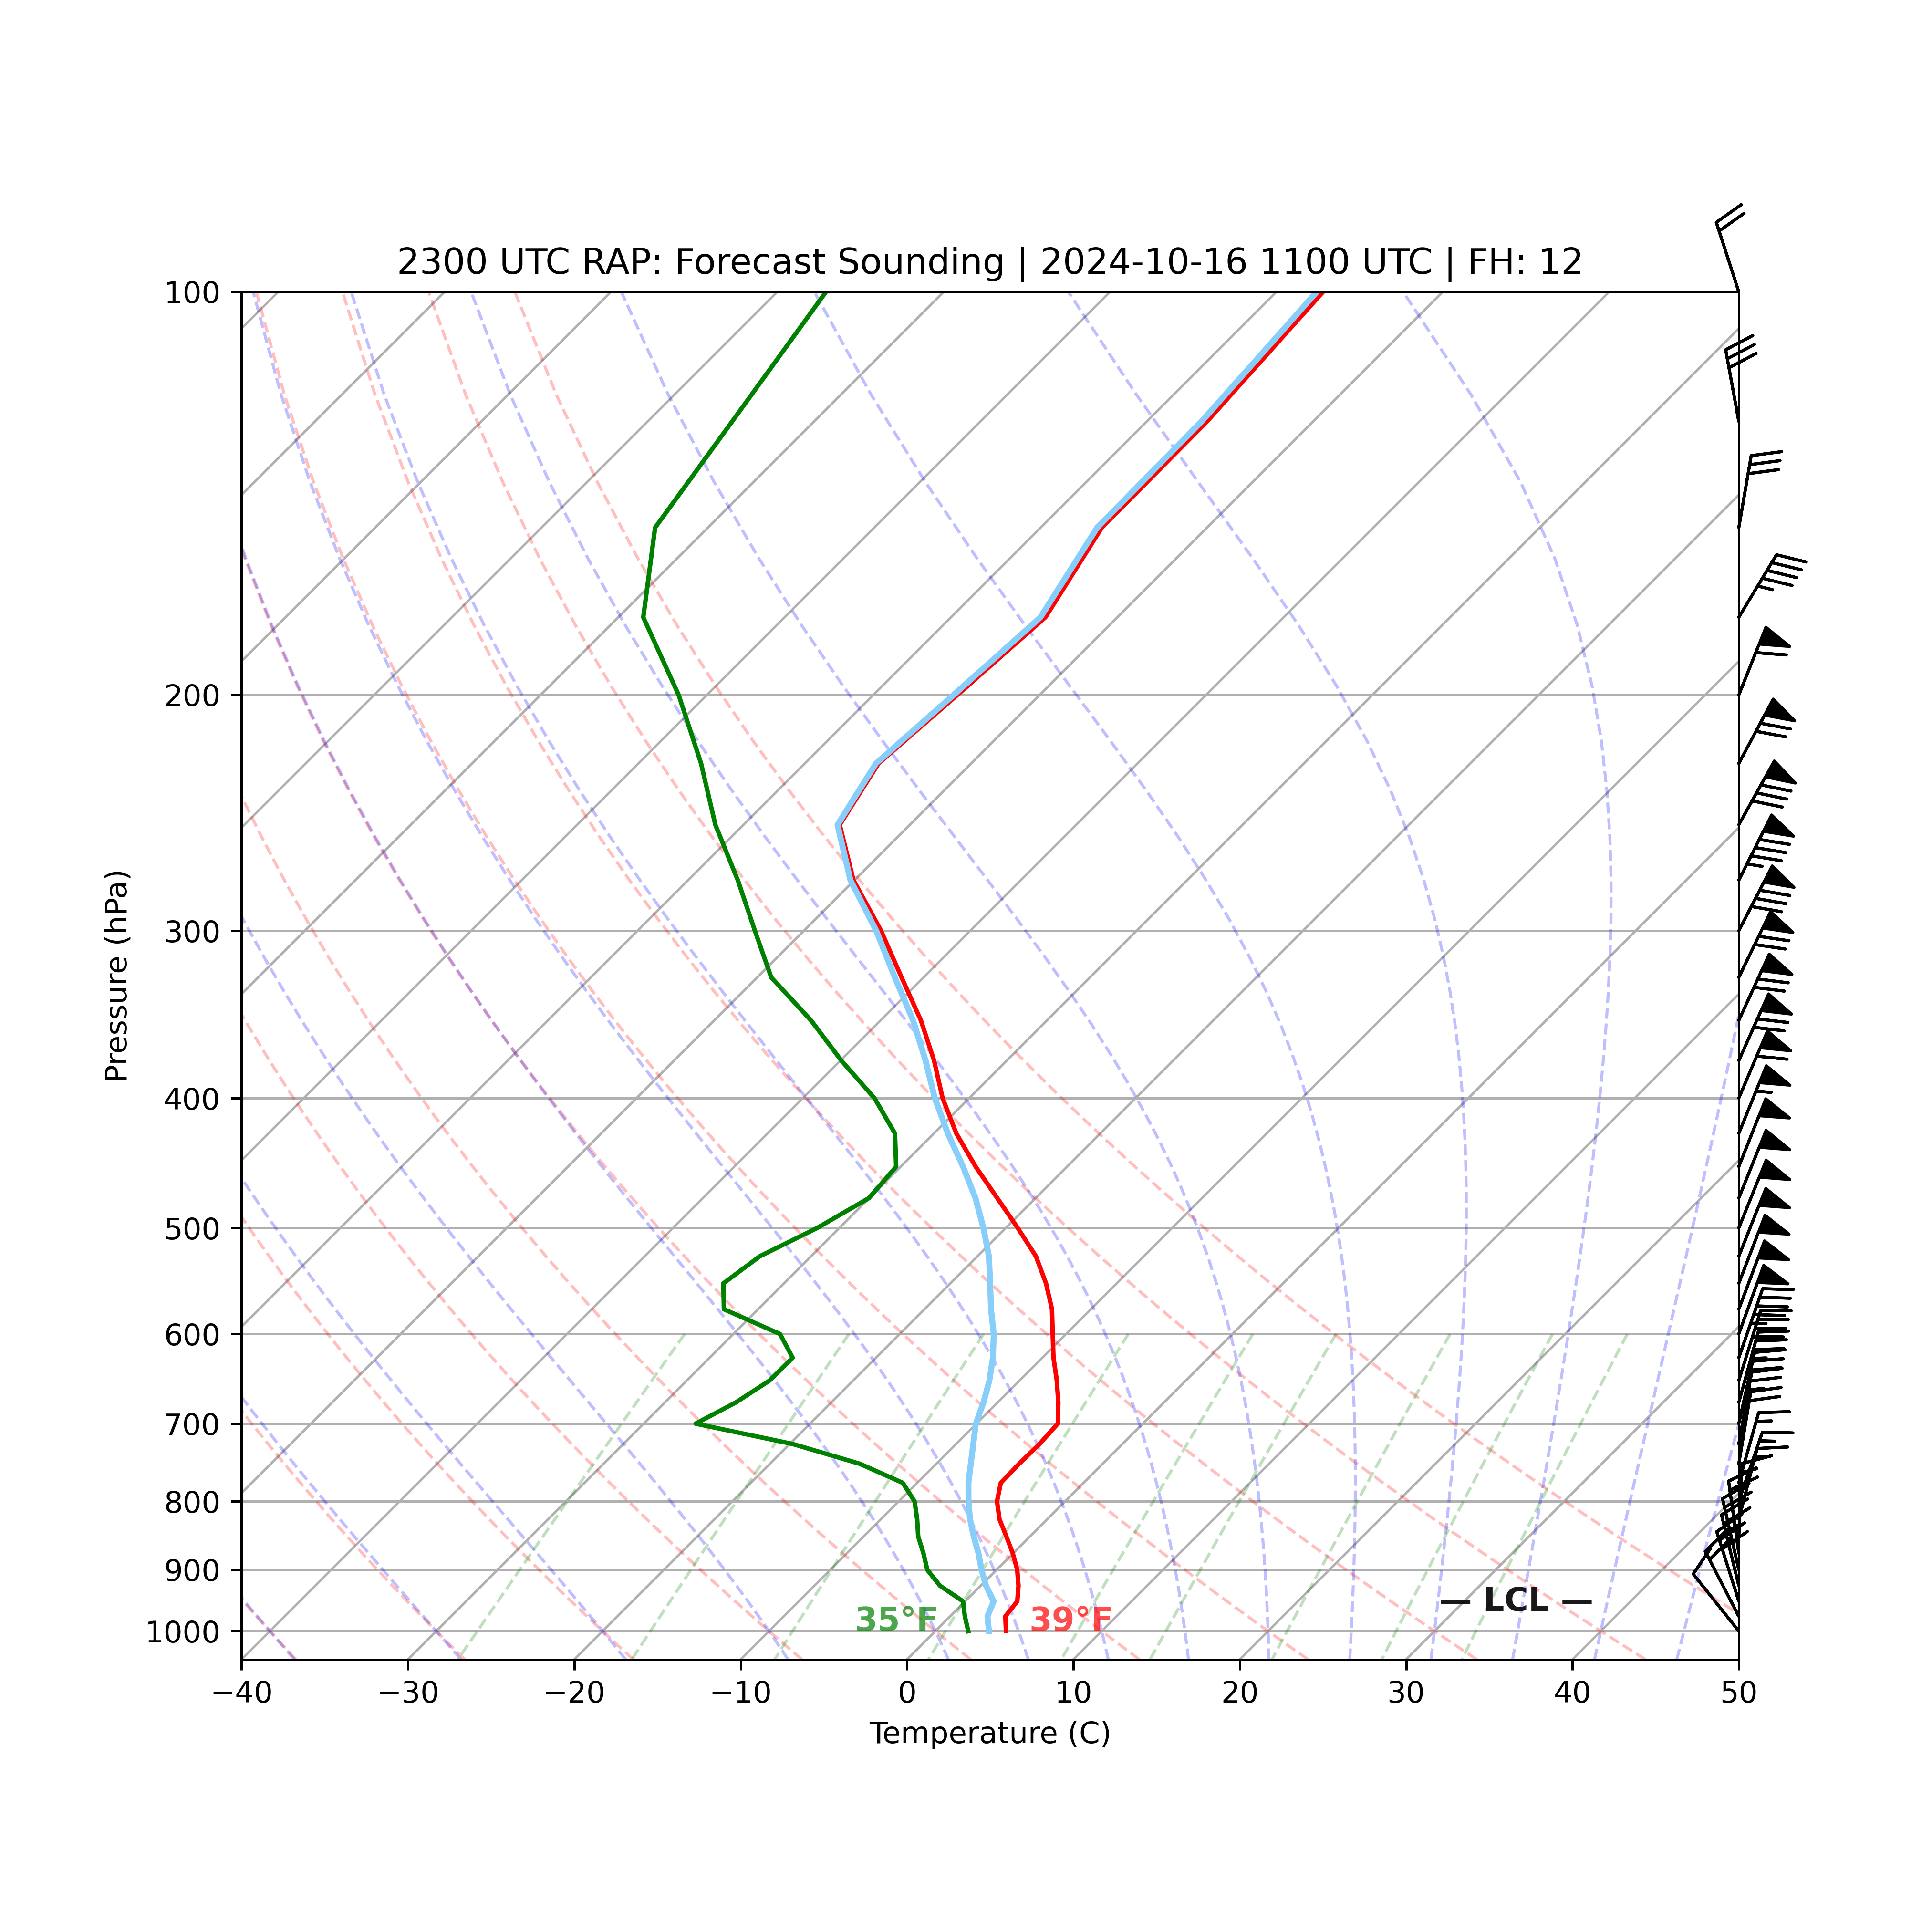 2300 UTC RAP: Forecast Sounding | 2024-10-16 1100 UTC | FH: 12
100
200
300
400
500
600
700
800
900
1000
Pressure (hPa)
35°F
39°F
— LCL —
−40 −30 −20 −10 0 10 20 30 40 50
Temperature (C)